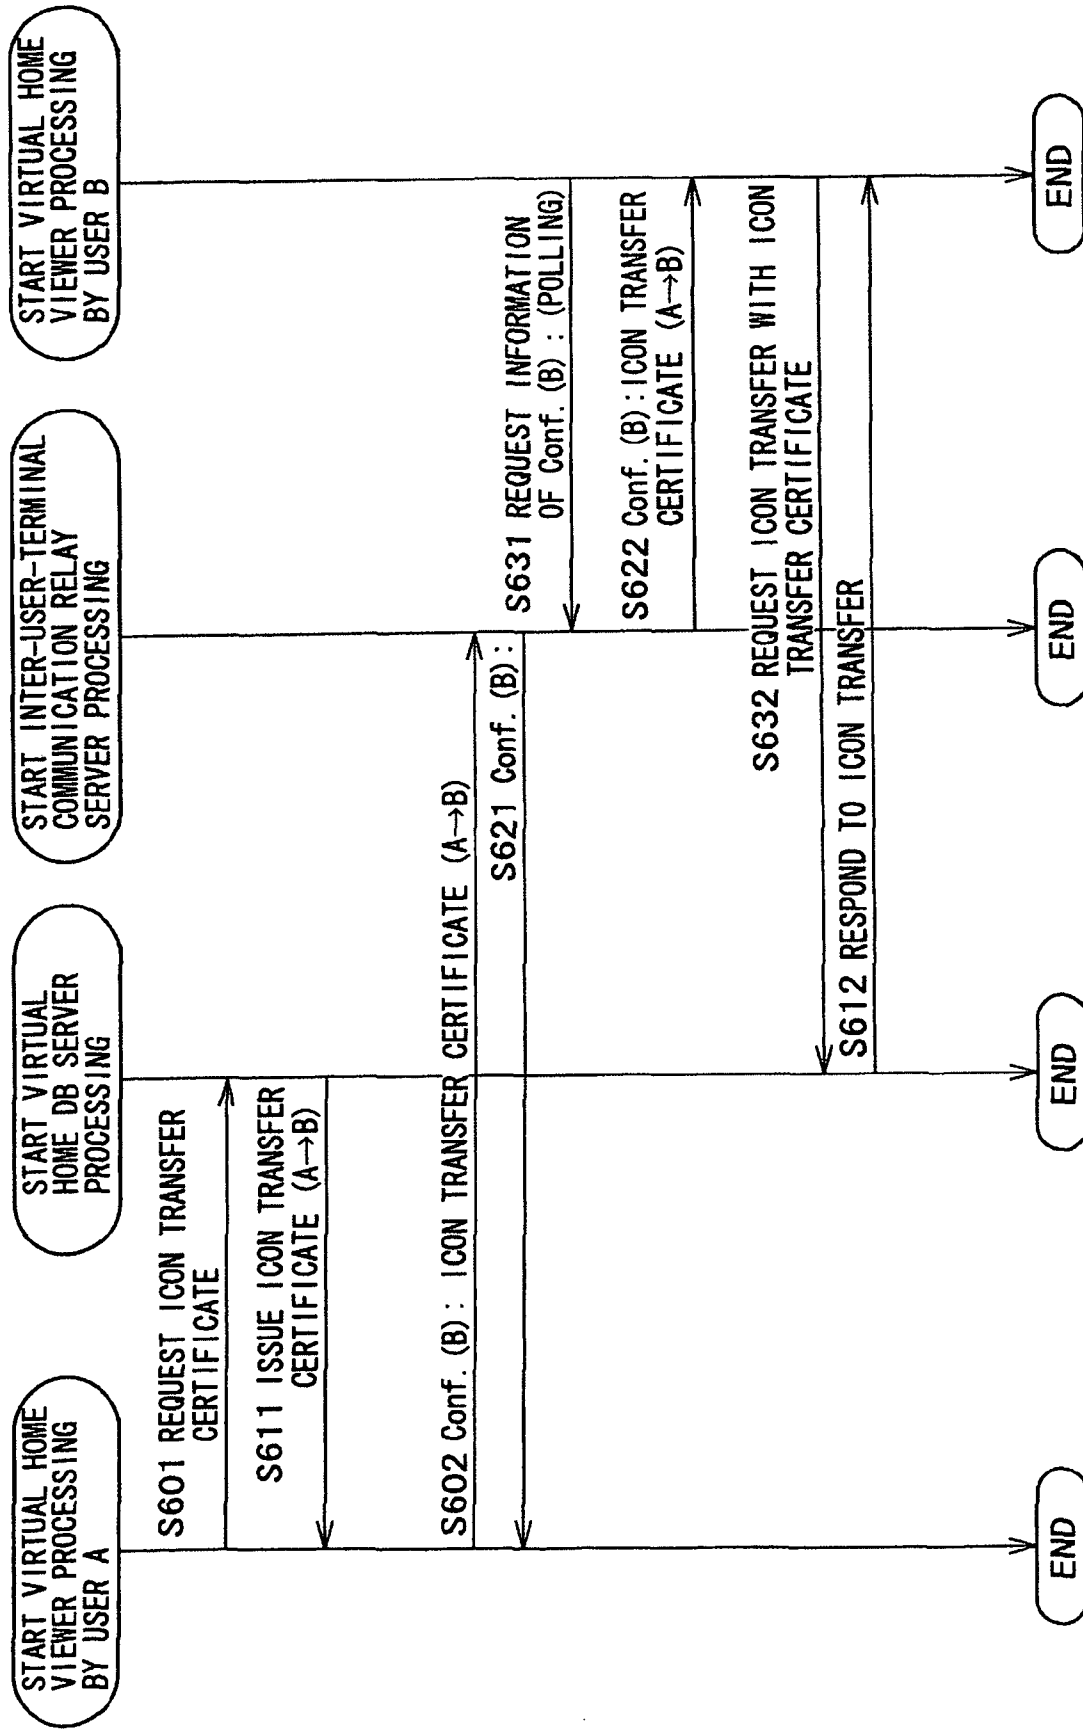 START VIRTUAL HOME
VIEWER PROCESSING
BY USER A
START VIRTUAL
HOME DB SERVER
PROCESSING
START INTER-USER-TERMINAL
COMMUNICATION RELAY
SERVER PROCESSING
START VIRTUAL HOME
VIEWER PROCESSING
BY USER B
S601 REQUEST ICON TRANSFER
CERTIFICATE
S611 ISSUE ICON TRANSFER
CERTIFICATE (A→B)
S602 Conf. (B) : ICON TRANSFER CERTIFICATE (A→B)
S621 Conf. (B) :
S631 REQUEST INFORMATION
OF Conf. (B) : (POLLING)
S622 Conf. (B) : ICON TRANSFER
CERTIFICATE (A→B)
S632 REQUEST ICON TRANSFER WITH ICON
TRANSFER CERTIFICATE
S612 RESPOND TO ICON TRANSFER
END
END
END
END